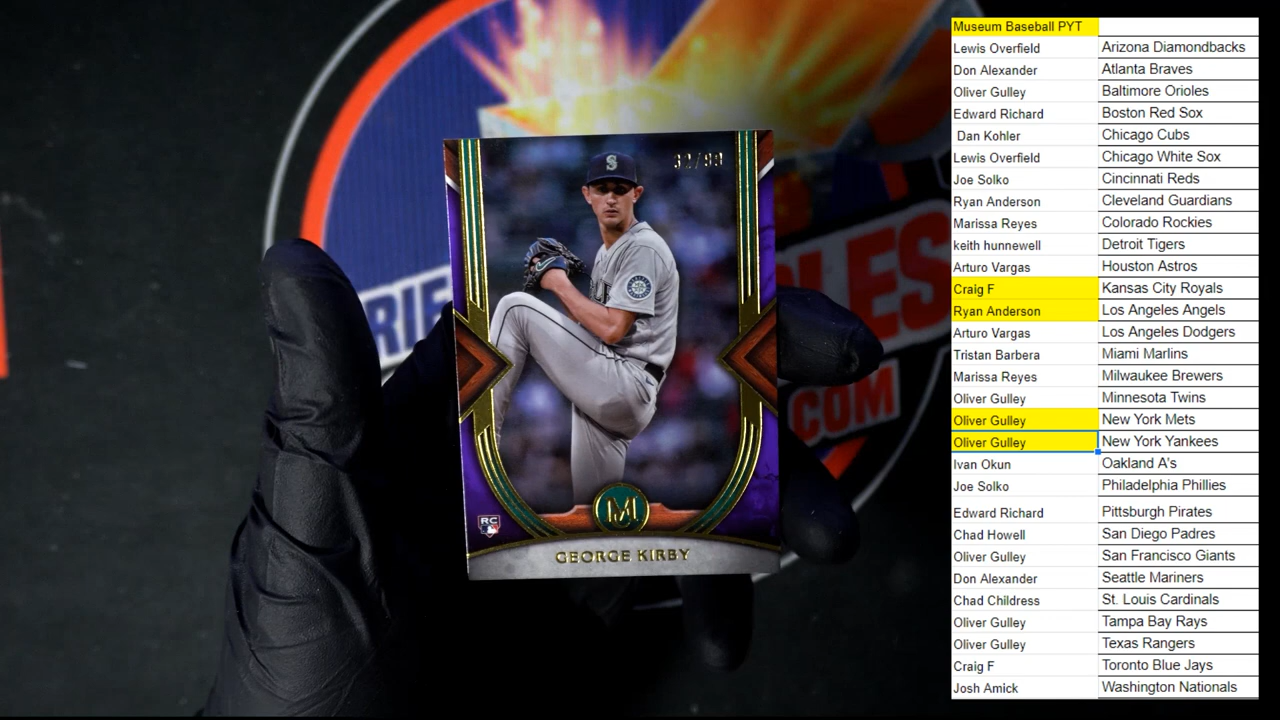 32/99
S
M
RC
GEORGE KIRBY
LES
COM
Museum Baseball PYT
Lewis Overfield Arizona Diamondbacks
Don Alexander Atlanta Braves
Oliver Gulley Baltimore Orioles
Edward Richard Boston Red Sox
Dan Kohler Chicago Cubs
Lewis Overfield Chicago White Sox
Joe Solko Cincinnati Reds
Ryan Anderson Cleveland Guardians
Marissa Reyes Colorado Rockies
keith hunnewell Detroit Tigers
Arturo Vargas Houston Astros
Craig F Kansas City Royals
Ryan Anderson Los Angeles Angels
Arturo Vargas Los Angeles Dodgers
Tristan Barbera Miami Marlins
Marissa Reyes Milwaukee Brewers
Oliver Gulley Minnesota Twins
Oliver Gulley New York Mets
Oliver Gulley New York Yankees
Ivan Okun Oakland A's
Joe Solko Philadelphia Phillies
Edward Richard Pittsburgh Pirates
Chad Howell San Diego Padres
Oliver Gulley San Francisco Giants
Don Alexander Seattle Mariners
Chad Childress St. Louis Cardinals
Oliver Gulley Tampa Bay Rays
Oliver Gulley Texas Rangers
Craig F Toronto Blue Jays
Josh Amick Washington Nationals